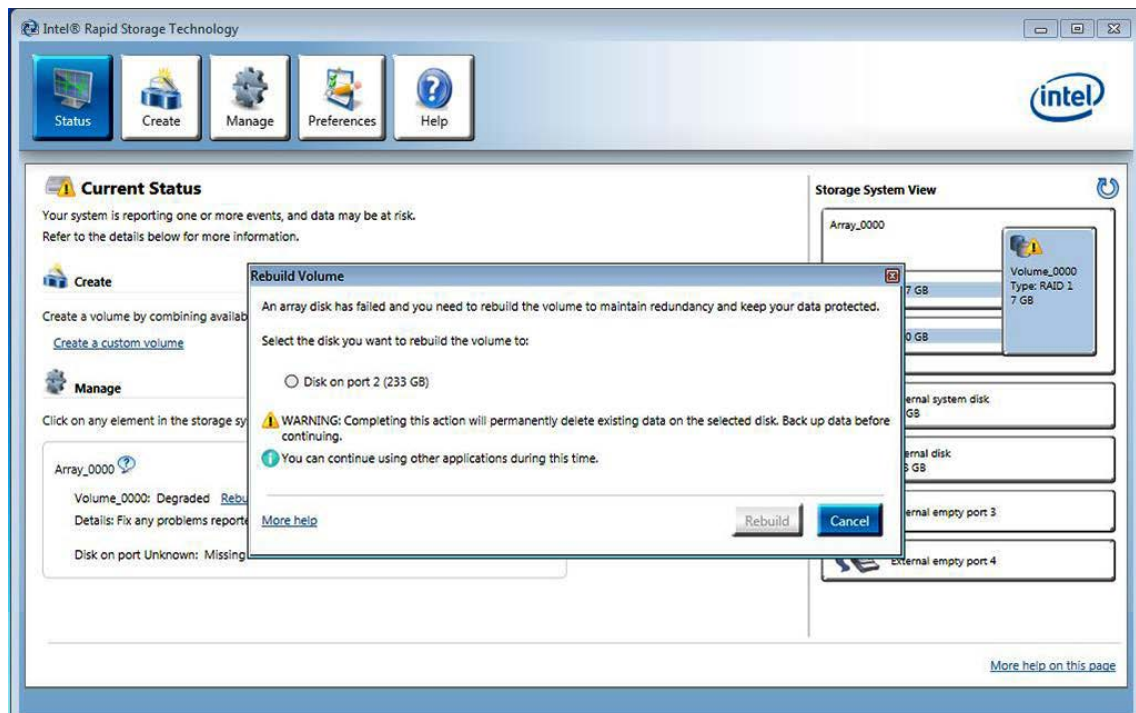 Intel® Rapid Storage Technology
Status
Create
Manage
Preferences
Help
intel
Current Status
Your system is reporting one or more events, and data may be at risk.
Refer to the details below for more information.
Create
Create a volume by combining availab
Create a custom volume
Manage
Click on any element in the storage sy
Array_0000
Volume_0000: Degraded Rebu
Details: Fix any problems reporte
Disk on port Unknown: Missing
Rebuild Volume
An array disk has failed and you need to rebuild the volume to maintain redundancy and keep your data protected.
Select the disk you want to rebuild the volume to:
Disk on port 2 (233 GB)
WARNING: Completing this action will permanently delete existing data on the selected disk. Back up data before
continuing.
You can continue using other applications during this time.
More help
Rebuild
Cancel
Storage System View
Array_0000
7 GB
0 GB
Volume_0000
Type: RAID 1
7 GB
ernal system disk
GB
ernal disk
GB
ernal empty port 3
External empty port 4
More help on this page